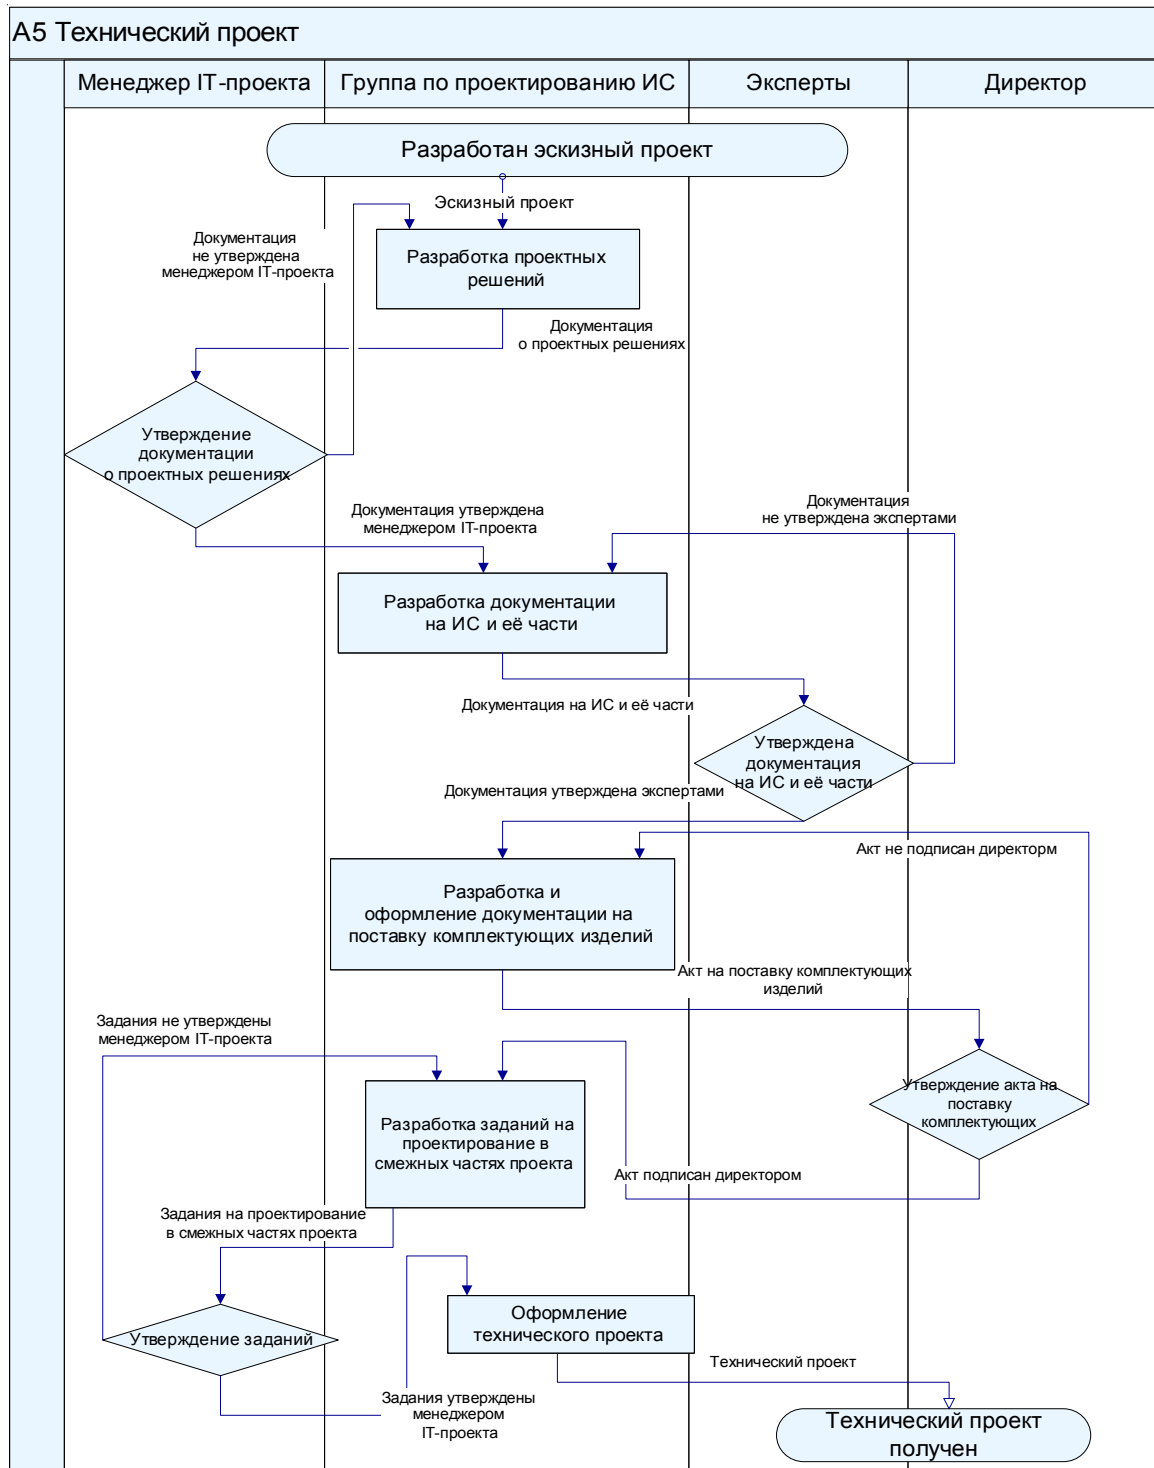 А5 Технический проект
Менеджер IT-проекта
Группа по проектированию ИС
Эксперты
Директор
Разработан эскизный проект
Эскизный проект
Документация
не утверждена
менеджером IT-проекта
Разработка проектных
решений
Документация
о проектных решениях
Утверждение
документации
о проектных решениях
Документация утверждена
менеджером IT-проекта
Документация
не утверждена экспертами
Разработка документации
на ИС и её части
Документация на ИС и её части
Утверждена
документация
на ИС и её части
Документация утверждена экспертами
Акт не подписан директорм
Разработка и
оформление документации на
поставку комплектующих изделий
Акт на поставку комплектующих
изделий
Задания не утверждены
менеджером IT-проекта
Утверждение акта на
поставку
комплектующих
Разработка заданий на
проектирование в
смежных частях проекта
Акт подписан директором
Задания на проектирование
в смежных частях проекта
Утверждение заданий
Оформление
технического проекта
Технический проект
Задания утверждены
менеджером
IT-проекта
Технический проект
получен